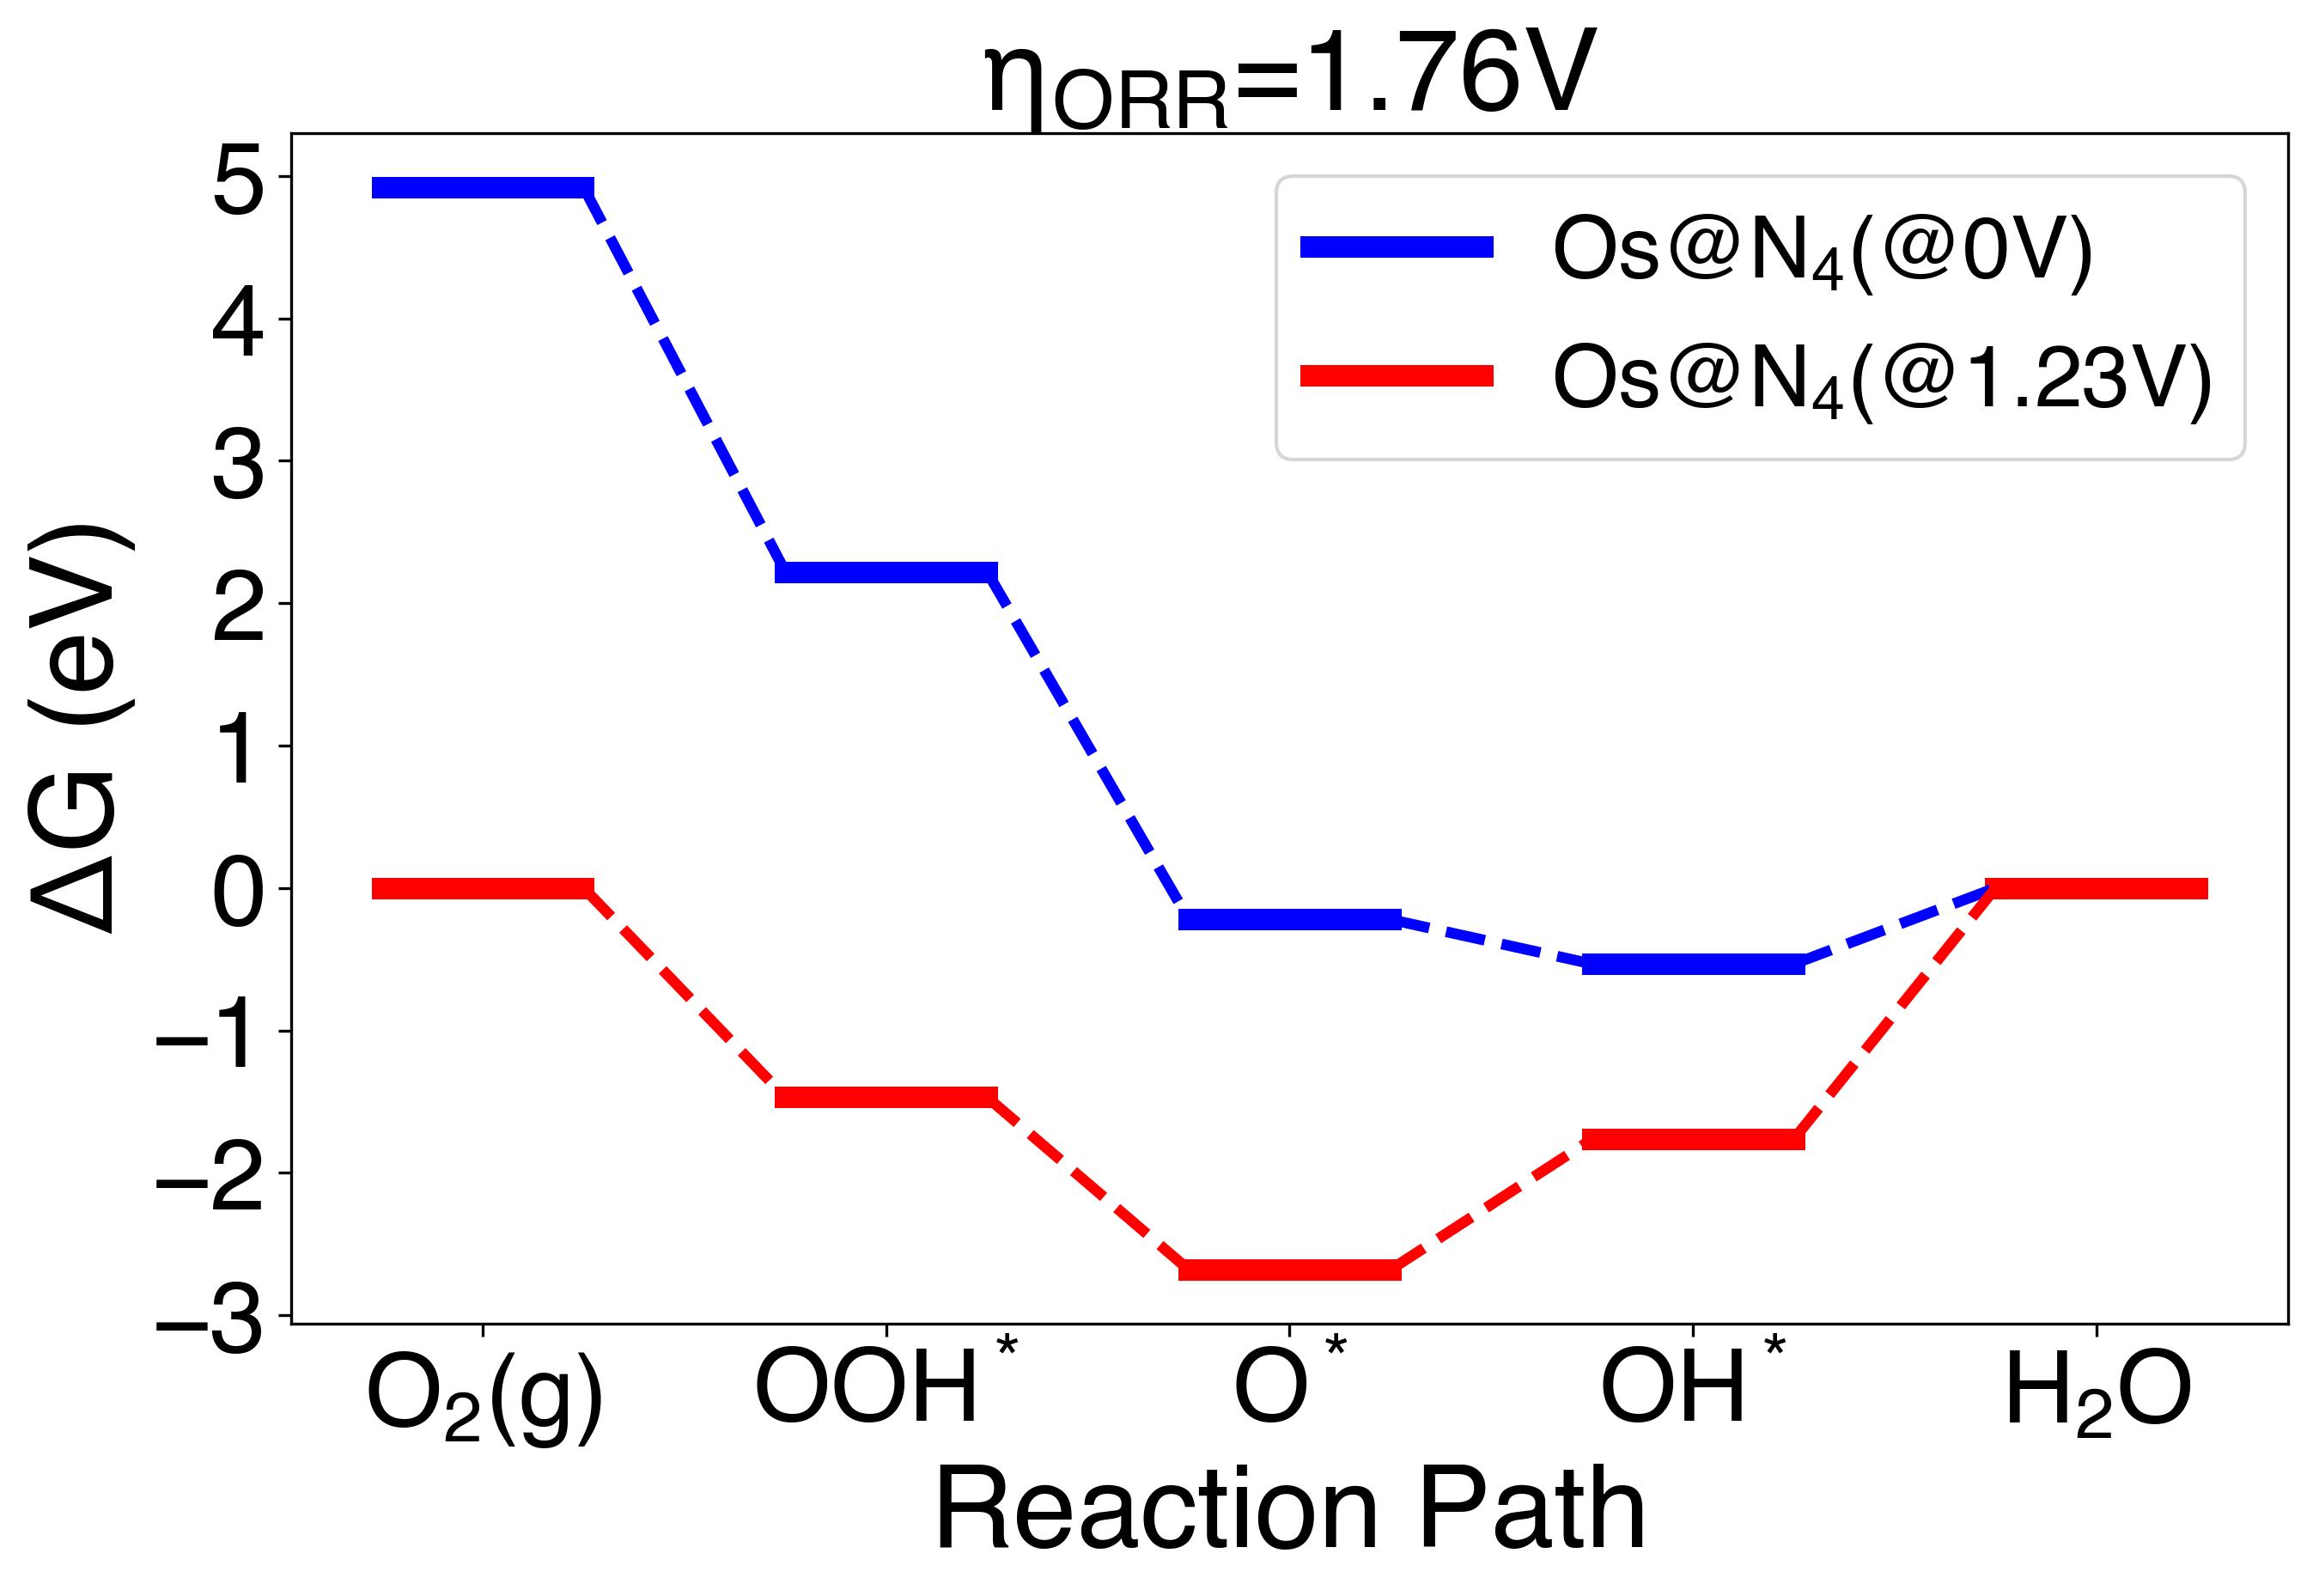 η_ORR=1.76V
5
4
3
2
1
0
−1
−2
−3
ΔG (eV)
Os@N₄(@0V)
Os@N₄(@1.23V)
O₂(g) OOH* O* OH* H₂O
Reaction Path